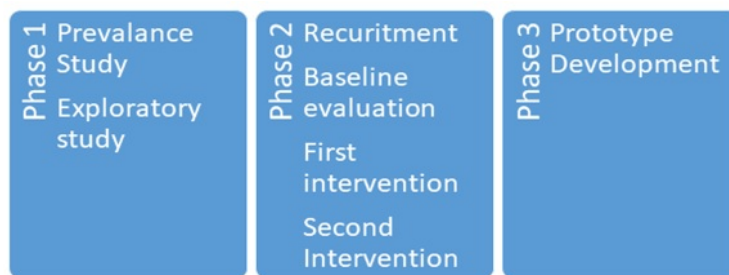 Phase 1
Prevalance
Study
Exploratory
study
Phase 2
Recuritment
Baseline
evaluation
First
intervention
Second
Intervention
Phase 3
Prototype
Development